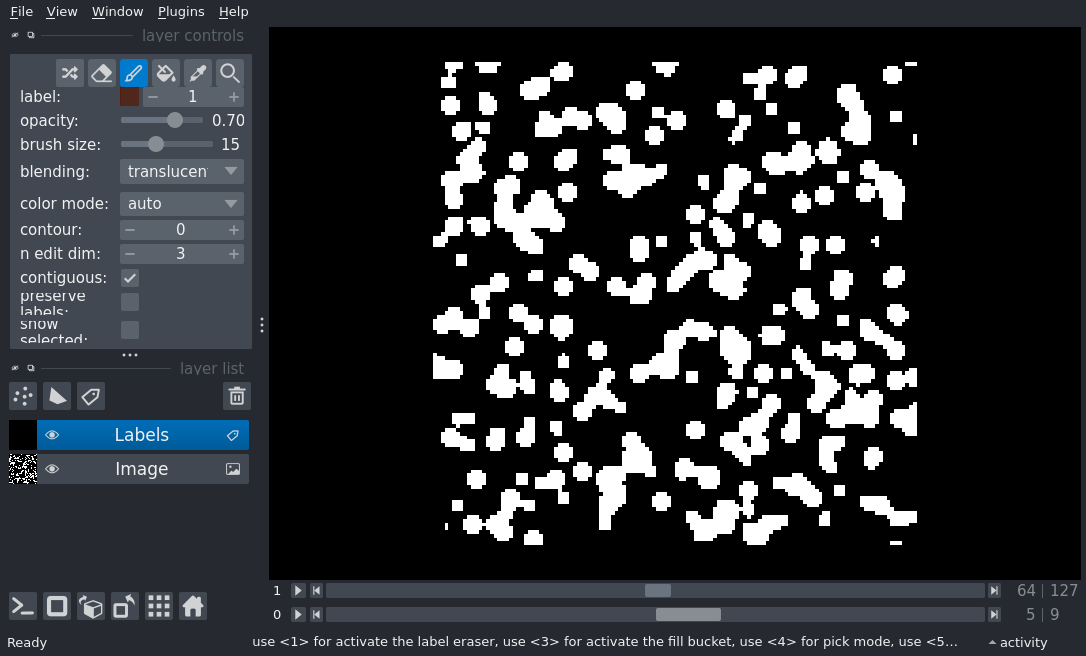 File View Window Plugins Help
layer controls
label: 1
opacity: 0.70
brush size: 15
blending: translucen
color mode: auto
contour: 0
n edit dim: 3
contiguous:
preserve
labels:
show
selected:
layer list
Labels
Image
1 64 | 127
0 5 | 9
Ready use <1> for activate the label eraser, use <3> for activate the fill bucket, use <4> for pick mode, use <5... activity